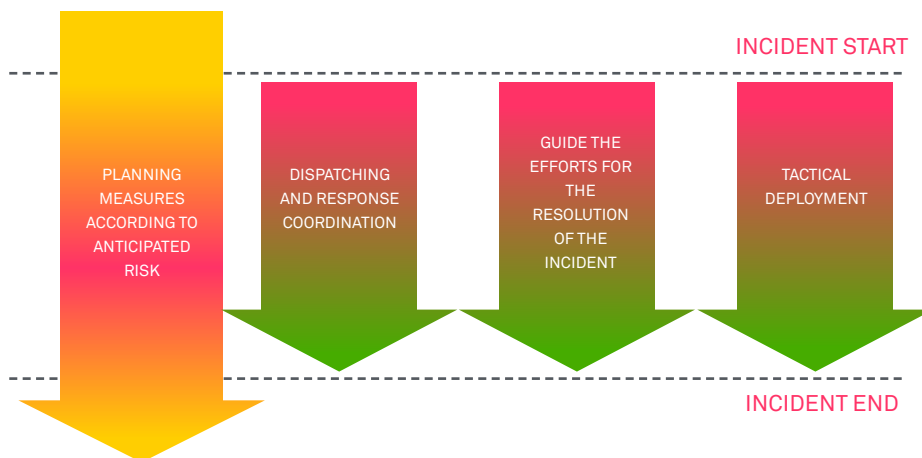 INCIDENT START
PLANNING
MEASURES
ACCORDING TO
ANTICIPATED
RISK
DISPATCHING
AND RESPONSE
COORDINATION
GUIDE THE
EFFORTS FOR
THE
RESOLUTION
OF THE
INCIDENT
TACTICAL
DEPLOYMENT
INCIDENT END